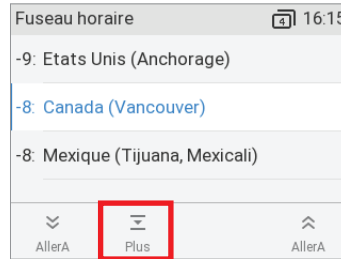 Fuseau horaire 4 16:15
-9: Etats Unis (Anchorage)
-8: Canada (Vancouver)
-8: Mexique (Tijuana, Mexicali)
AllerA Plus AllerA